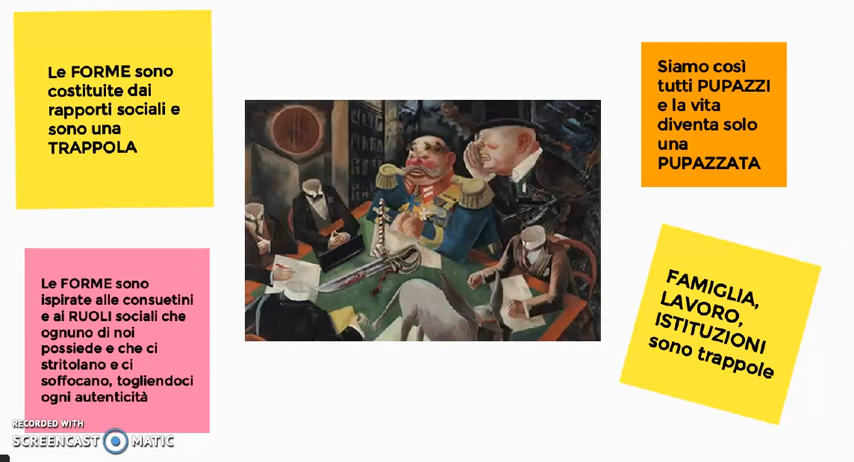 Le FORME sono
costituite dai
rapporti sociali e
sono una
TRAPPOLA
Le FORME sono
ispirate alle consuetini
e ai RUOLI sociali che
ognuno di noi
possiede e che ci
stritolano e ci
soffocano, togliendoci
ogni autenticità
Siamo così
tutti PUPAZZI
e la vita
diventa solo
una
PUPAZZATA
FAMIGLIA,
LAVORO,
ISTITUZIONI
sono trappole
RECORDED WITH
SCREENCAST MATIC